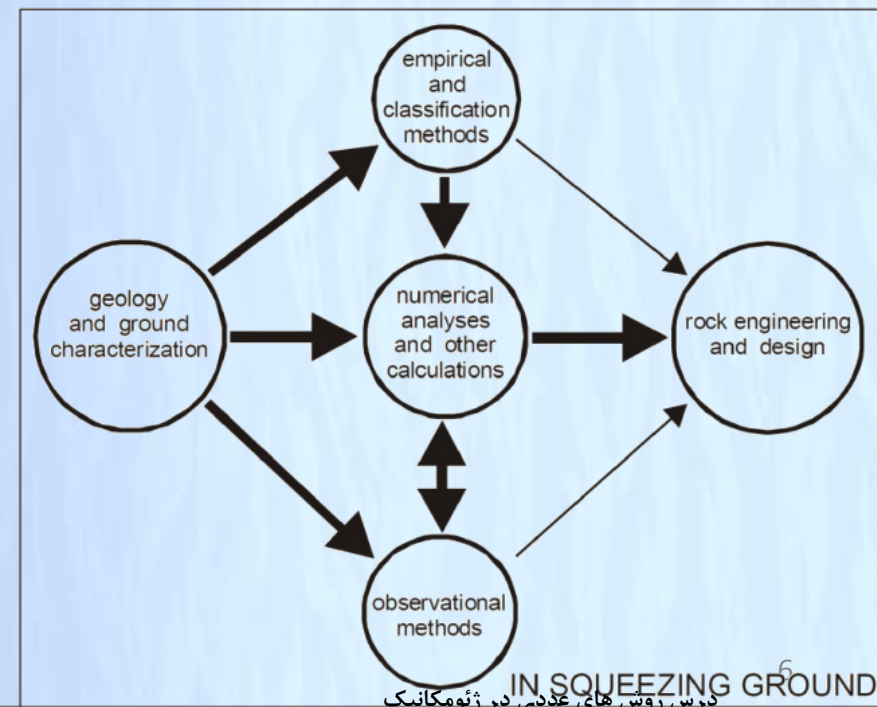 empirical
and
classification
methods
geology
and ground
characterization
numerical
analyses
and other
calculations
rock engineering
and design
observational
methods
6
IN SQUEEZING GROUND
درس روش های عددی در ژئومکانیک